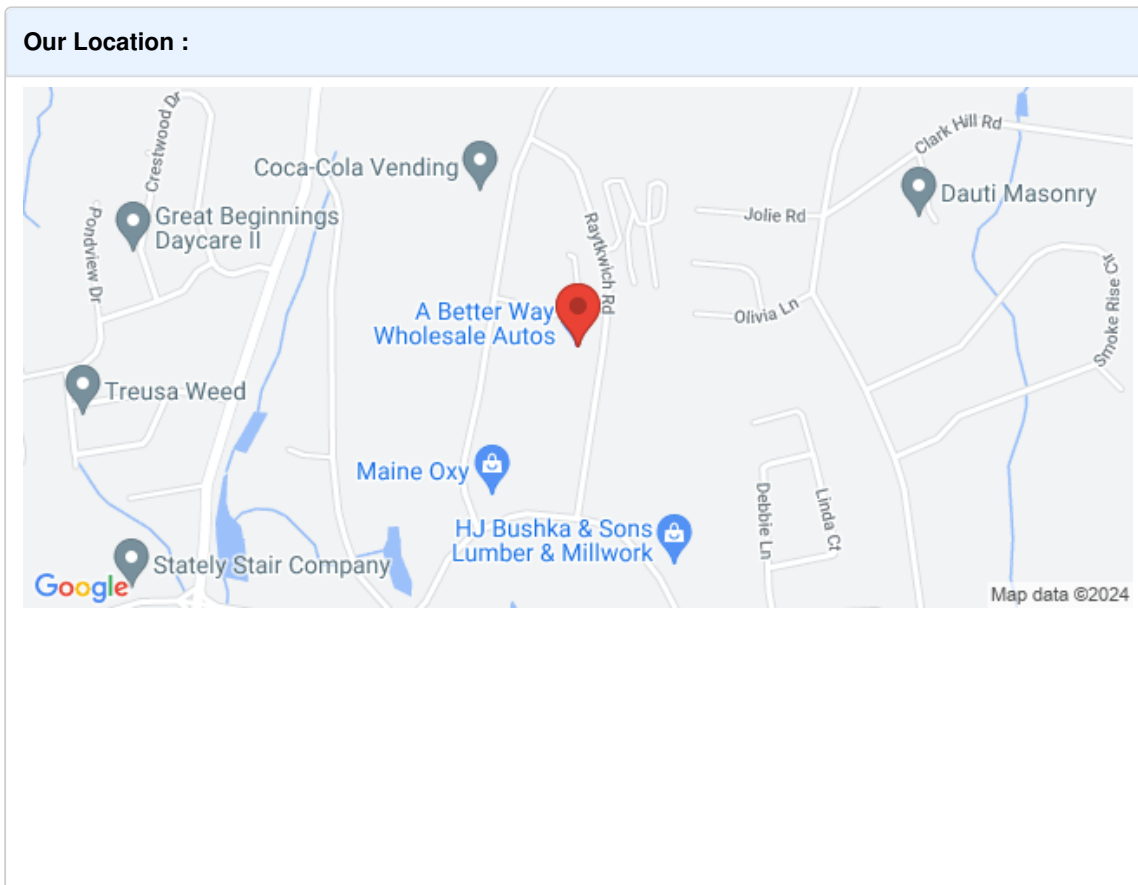 Our Location :
Crestwood Dr
Coca-Cola Vending
Clark Hill Rd
Great Beginnings
Daycare II
Pondview Dr
Raytkwich Rd
Jolie Rd
Dauti Masonry
A Better Way
Wholesale Autos
Olivia Ln
Smoke Rise Cir
Treusa Weed
Maine Oxy
HJ Bushka & Sons
Lumber & Millwork
Debbie Ln
Linda Ct
Stately Stair Company
Google
Map data ©2024